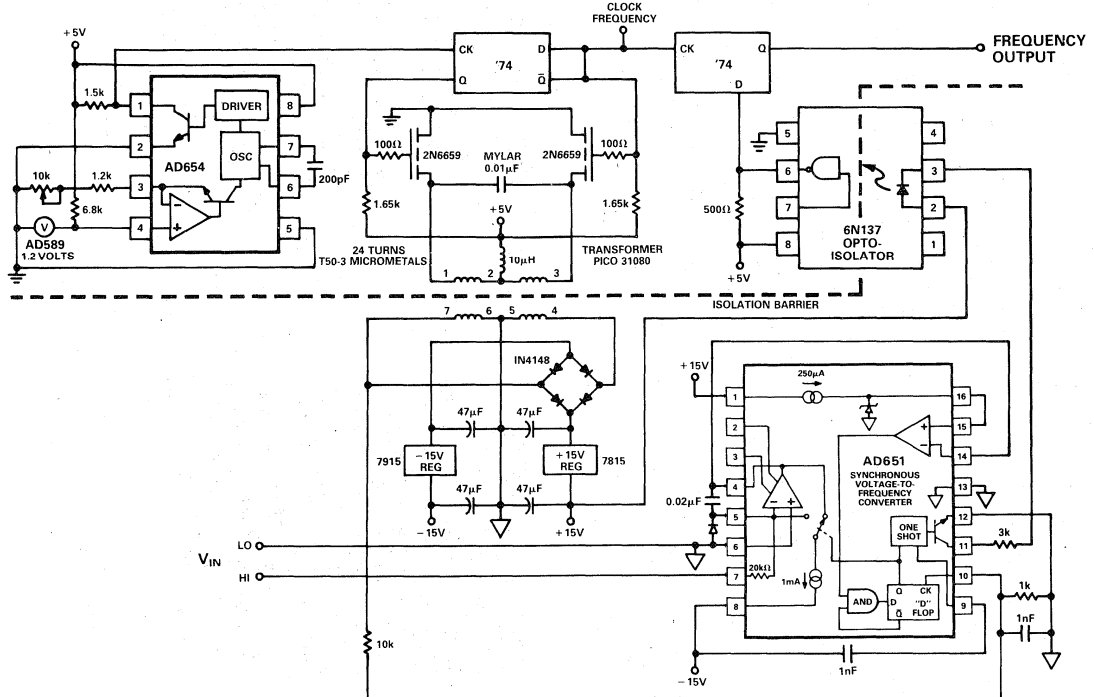 CLOCK
FREQUENCY
+5V
CK
D
'74
Q
Q̅
CK
Q
'74
D
FREQUENCY
OUTPUT
1.5k
1
2
3
4
8
7
6
5
DRIVER
OSC
AD654
200pF
10k
1.2k
6.8k
V
AD589
1.2 VOLTS
100Ω
2N6659
MYLAR
0.01μF
2N6659
100Ω
1.65k
1.65k
+5V
10μH
24 TURNS
T50-3 MICROMETALS
TRANSFORMER
PICO 31080
1
2
3
500Ω
+5V
5
6
7
8
4
3
2
1
6N137
OPTO-
ISOLATOR
ISOLATION BARRIER
7
6
5
4
IN4148
47μF
47μF
7915
−15V
REG
+15V
REG
7815
47μF
47μF
−15V
+15V
VIN
LO
HI
10k
+15V
250μA
1
2
3
4
5
6
7
8
16
15
14
13
12
11
10
9
+
−
AD651
SYNCHRONOUS
VOLTAGE-TO-
FREQUENCY
CONVERTER
0.02μF
−
+
ONE
SHOT
20kΩ
1mA
AND
Q
CK
D
"D"
FLOP
Q̅
3k
1k
1nF
1nF
−15V